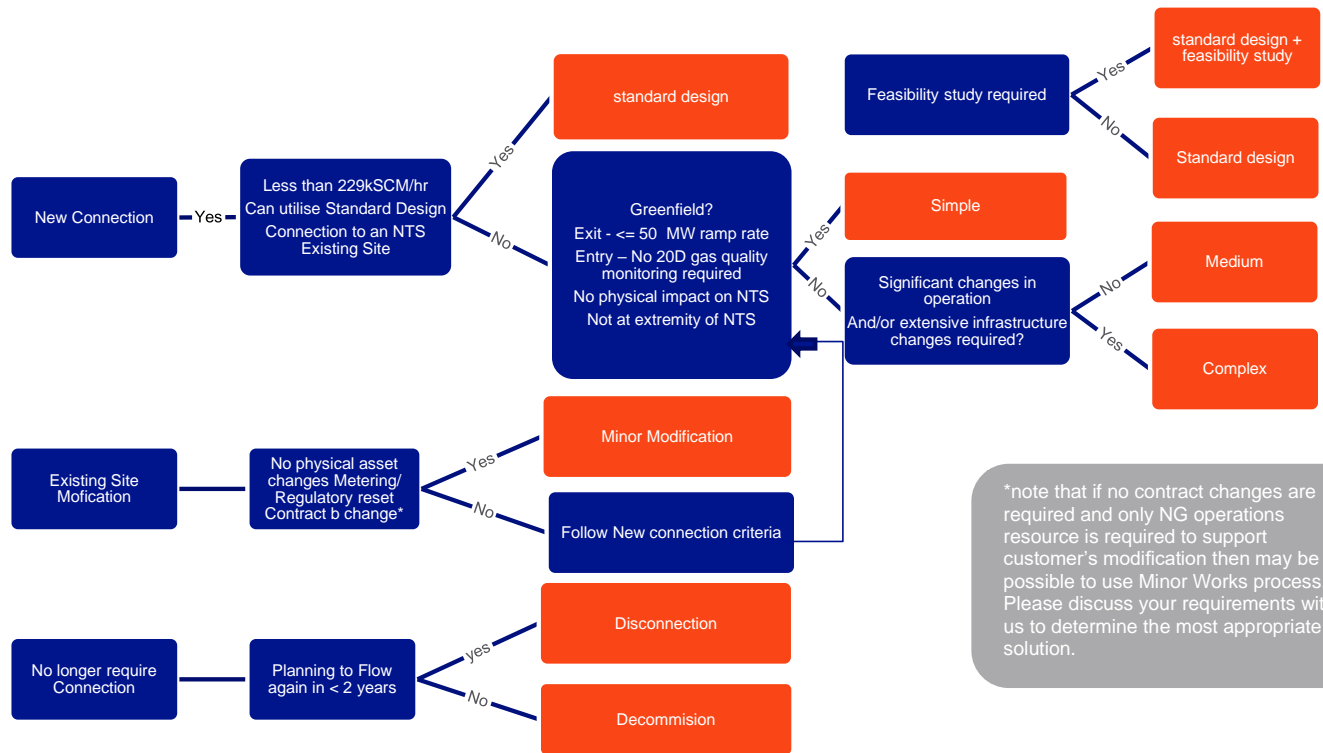 New Connection
Yes
Less than 229kSCM/hr
Can utilise Standard Design
Connection to an NTS
Existing Site
Yes
No
standard design
Greenfield?
Exit - <= 50 MW ramp rate
Entry – No 20D gas quality
monitoring required
No physical impact on NTS
Not at extremity of NTS
Yes
No
Simple
Significant changes in
operation
And/or extensive infrastructure
changes required?
No
Yes
Medium
Complex
Feasibility study required
Yes
No
standard design +
feasibility study
Standard design
Existing Site
Mofication
No physical asset
changes Metering/
Regulatory reset
Contract b change*
Yes
No
Minor Modification
Follow New connection criteria
No longer require
Connection
Planning to Flow
again in < 2 years
yes
No
Disconnection
Decommision
*note that if no contract changes are
required and only NG operations
resource is required to support
customer's modification then may be
possible to use Minor Works process
Please discuss your requirements wit
us to determine the most appropriate
solution.